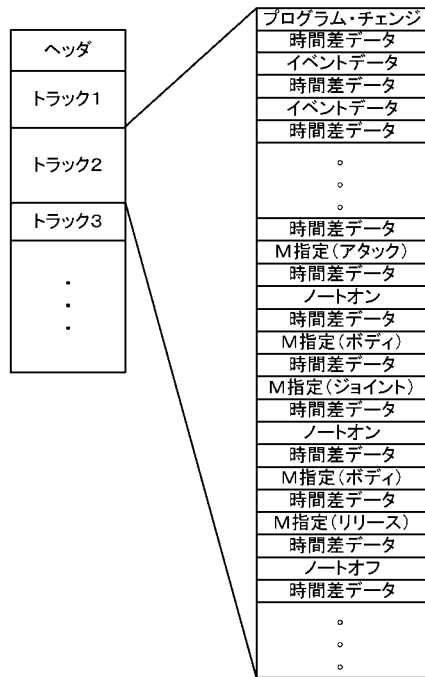 ヘッダ
トラック1
トラック2
トラック3
・
・
・
プログラム・チェンジ
時間差データ
イベントデータ
時間差データ
イベントデータ
時間差データ
。
。
。
時間差データ
M指定(アタック)
時間差データ
ノートオン
時間差データ
M指定(ボディ)
時間差データ
M指定(ジョイント)
時間差データ
ノートオン
時間差データ
M指定(ボディ)
時間差データ
M指定(リリース)
時間差データ
ノートオフ
時間差データ
。
。
。